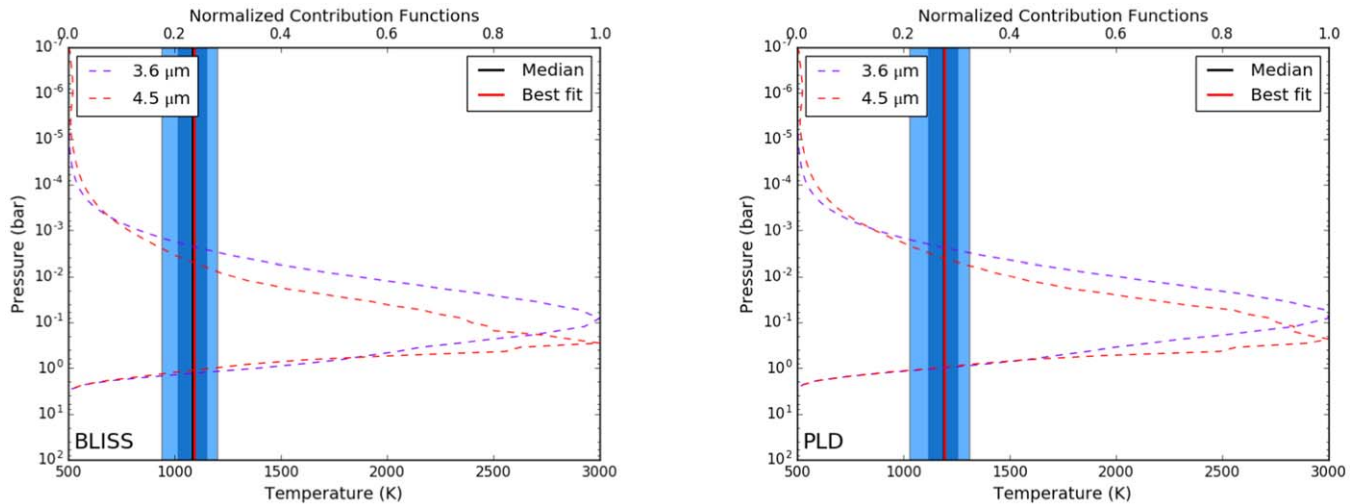 Normalized Contribution Functions
0.0 0.2 0.4 0.6 0.8 1.0
10-7
10-6
10-5
10-4
10-3
10-2
10-1
100
101
102
Pressure (bar)
3.6 μm
4.5 μm
Median
Best fit
BLISS
500 1000 1500 2000 2500 3000
Temperature (K)
Normalized Contribution Functions
0.0 0.2 0.4 0.6 0.8 1.0
10-7
10-6
10-5
10-4
10-3
10-2
10-1
100
101
102
Pressure (bar)
3.6 μm
4.5 μm
Median
Best fit
PLD
500 1000 1500 2000 2500 3000
Temperature (K)